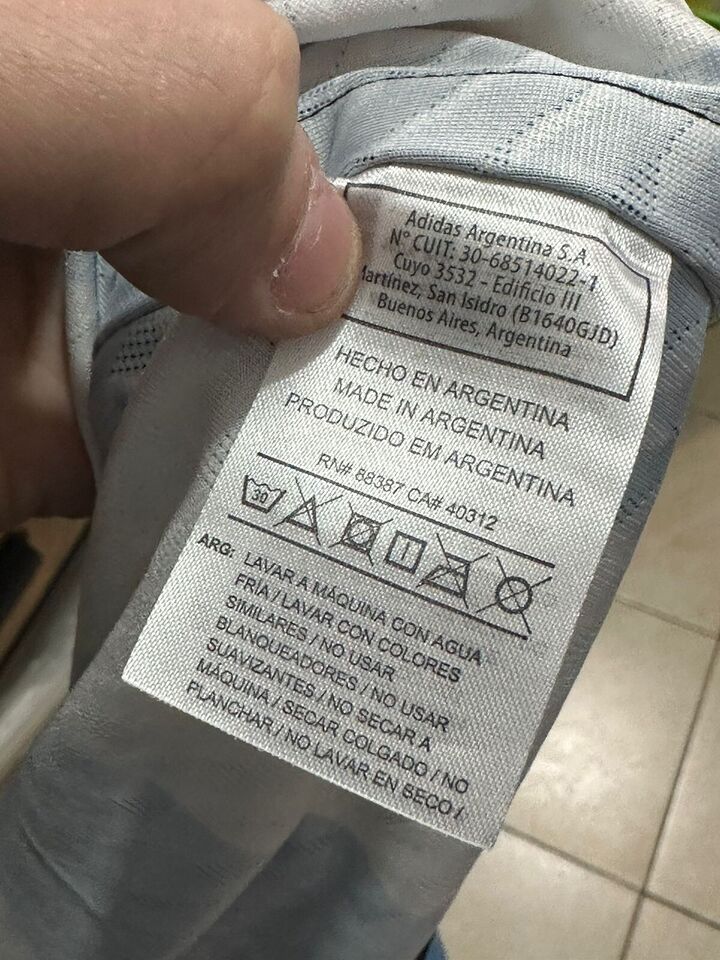 Adidas Argentina S.A.
N° CUIT: 30-68514022-1
Cuyo 3532 - Edificio III
Martínez, San Isidro (B1640GJD)
Buenos Aires, Argentina
HECHO EN ARGENTINA
MADE IN ARGENTINA
PRODUZIDO EM ARGENTINA
RN# 88387 CA# 40312
30
ARG: LAVAR A MÁQUINA CON AGUA
FRÍA / LAVAR CON COLORES
SIMILARES / NO USAR
BLANQUEADORES / NO USAR
SUAVIZANTES / NO SECAR A
MÁQUINA / SECAR COLGADO / NO
PLANCHAR / NO LAVAR EN SECO /